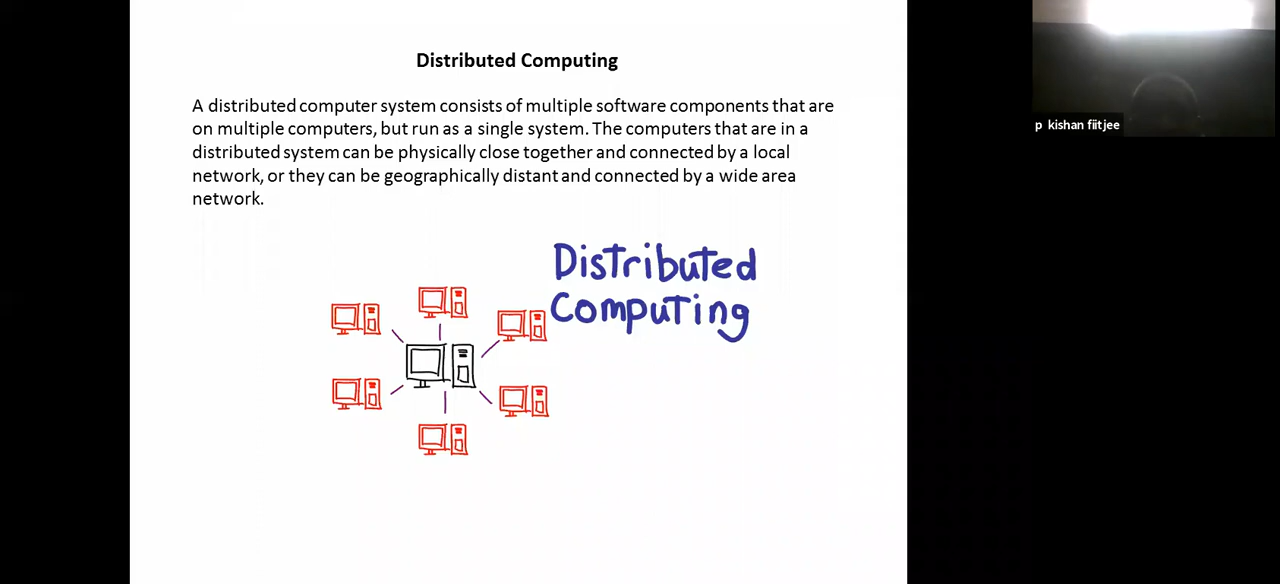 Distributed Computing
A distributed computer system consists of multiple software components that are
on multiple computers, but run as a single system. The computers that are in a
distributed system can be physically close together and connected by a local
network, or they can be geographically distant and connected by a wide area
network.
Distributed
Computing
p kishan fiitjee